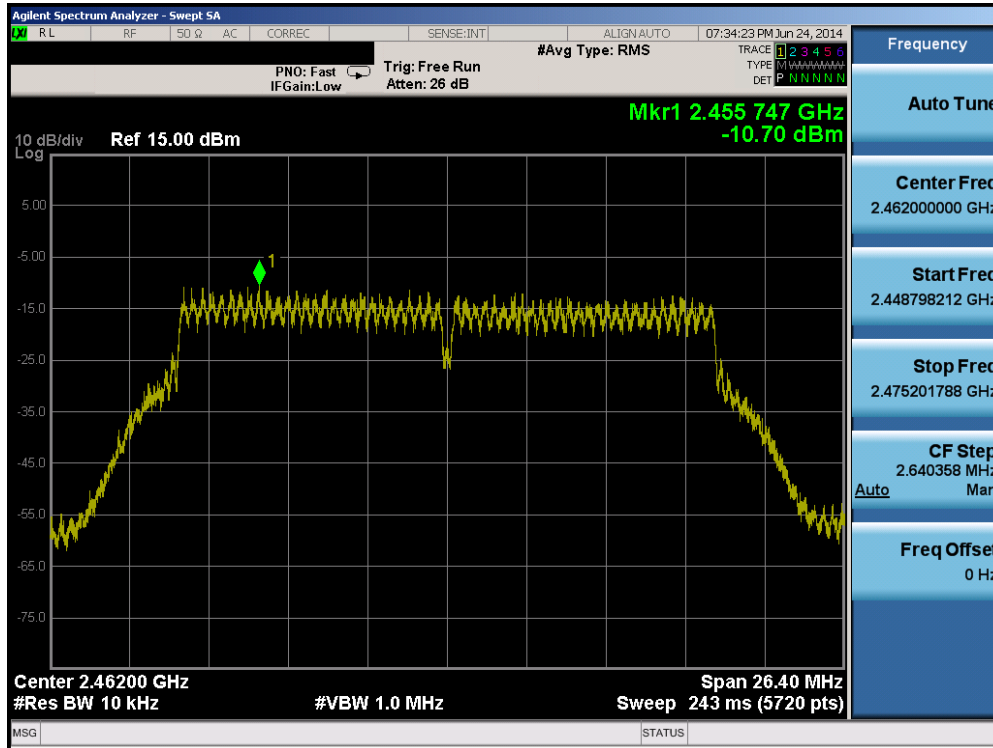 Agilent Spectrum Analyzer - Swept SA
LXI RL RF 50 Ω AC CORREC SENSE:INT ALIGN AUTO 07:34:23 PM Jun 24, 2014
#Avg Type: RMS TRACE 1 2 3 4 5 6
PNO: Fast Trig: Free Run TYPE M WWWWW
IFGain:Low Atten: 26 dB DET P N N N N N
Mkr1 2.455 747 GHz
-10.70 dBm
10 dB/div Ref 15.00 dBm
Log
1
5.00
-5.00
-15.0
-25.0
-35.0
-45.0
-55.0
-65.0
-75.0
Center 2.46200 GHz Span 26.40 MHz
#Res BW 10 kHz #VBW 1.0 MHz Sweep 243 ms (5720 pts)
MSG STATUS
Frequency
Auto Tune
Center Freq
2.462000000 GHz
Start Freq
2.448798212 GHz
Stop Freq
2.475201788 GHz
CF Step
2.640358 MHz
Auto Man
Freq Offset
0 Hz